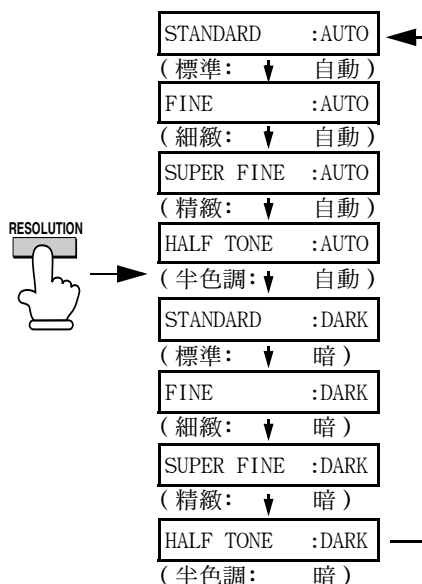 STANDARD :AUTO
(標準: 自動)
FINE :AUTO
(細緻: 自動)
SUPER FINE :AUTO
(精緻: 自動)
RESOLUTION
HALF TONE :AUTO
(半色調: 自動)
STANDARD :DARK
(標準: 暗)
FINE :DARK
(細緻: 暗)
SUPER FINE :DARK
(精緻: 暗)
HALF TONE :DARK
(半色調: 暗)